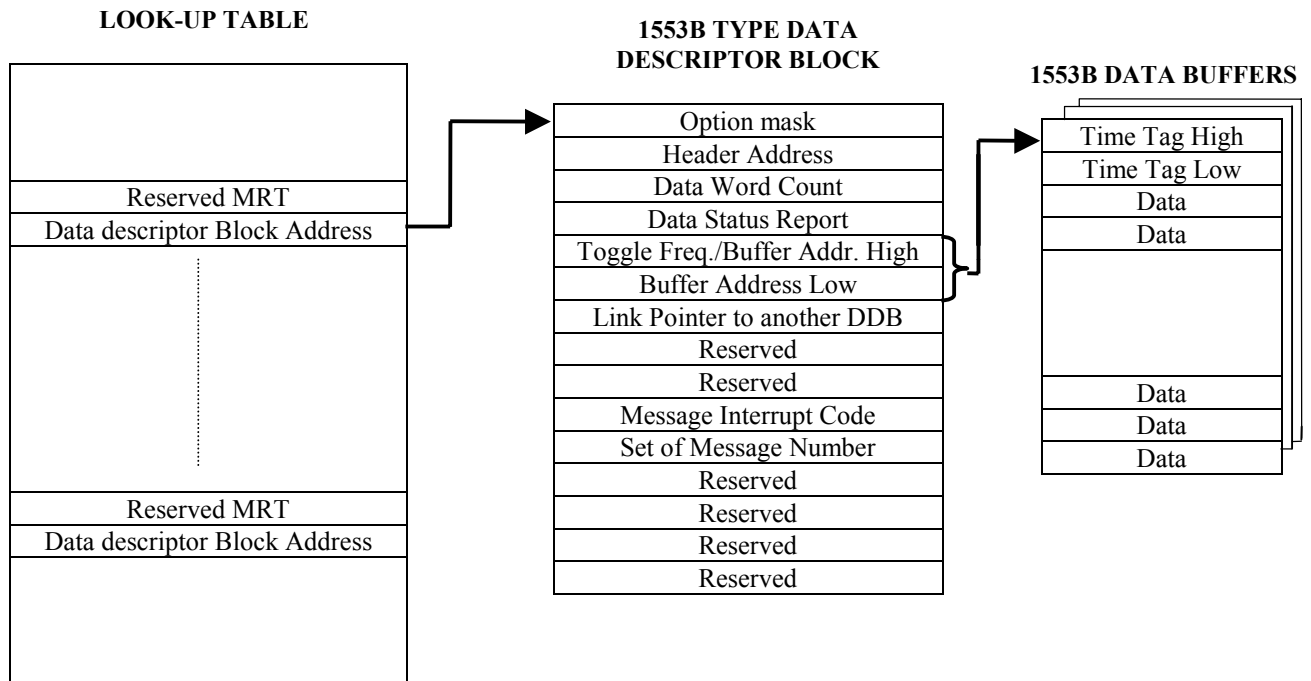 LOOK-UP TABLE
Reserved MRT
Data descriptor Block Address
Reserved MRT
Data descriptor Block Address
1553B TYPE DATA
DESCRIPTOR BLOCK
Option mask
Header Address
Data Word Count
Data Status Report
Toggle Freq./Buffer Addr. High
Buffer Address Low
Link Pointer to another DDB
Reserved
Reserved
Message Interrupt Code
Set of Message Number
Reserved
Reserved
Reserved
Reserved
1553B DATA BUFFERS
Time Tag High
Time Tag Low
Data
Data
Data
Data
Data